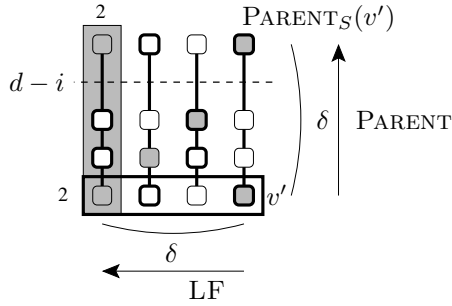 2
PARENT_S(v′)
d − i
δ
PARENT
2
v′
δ
LF